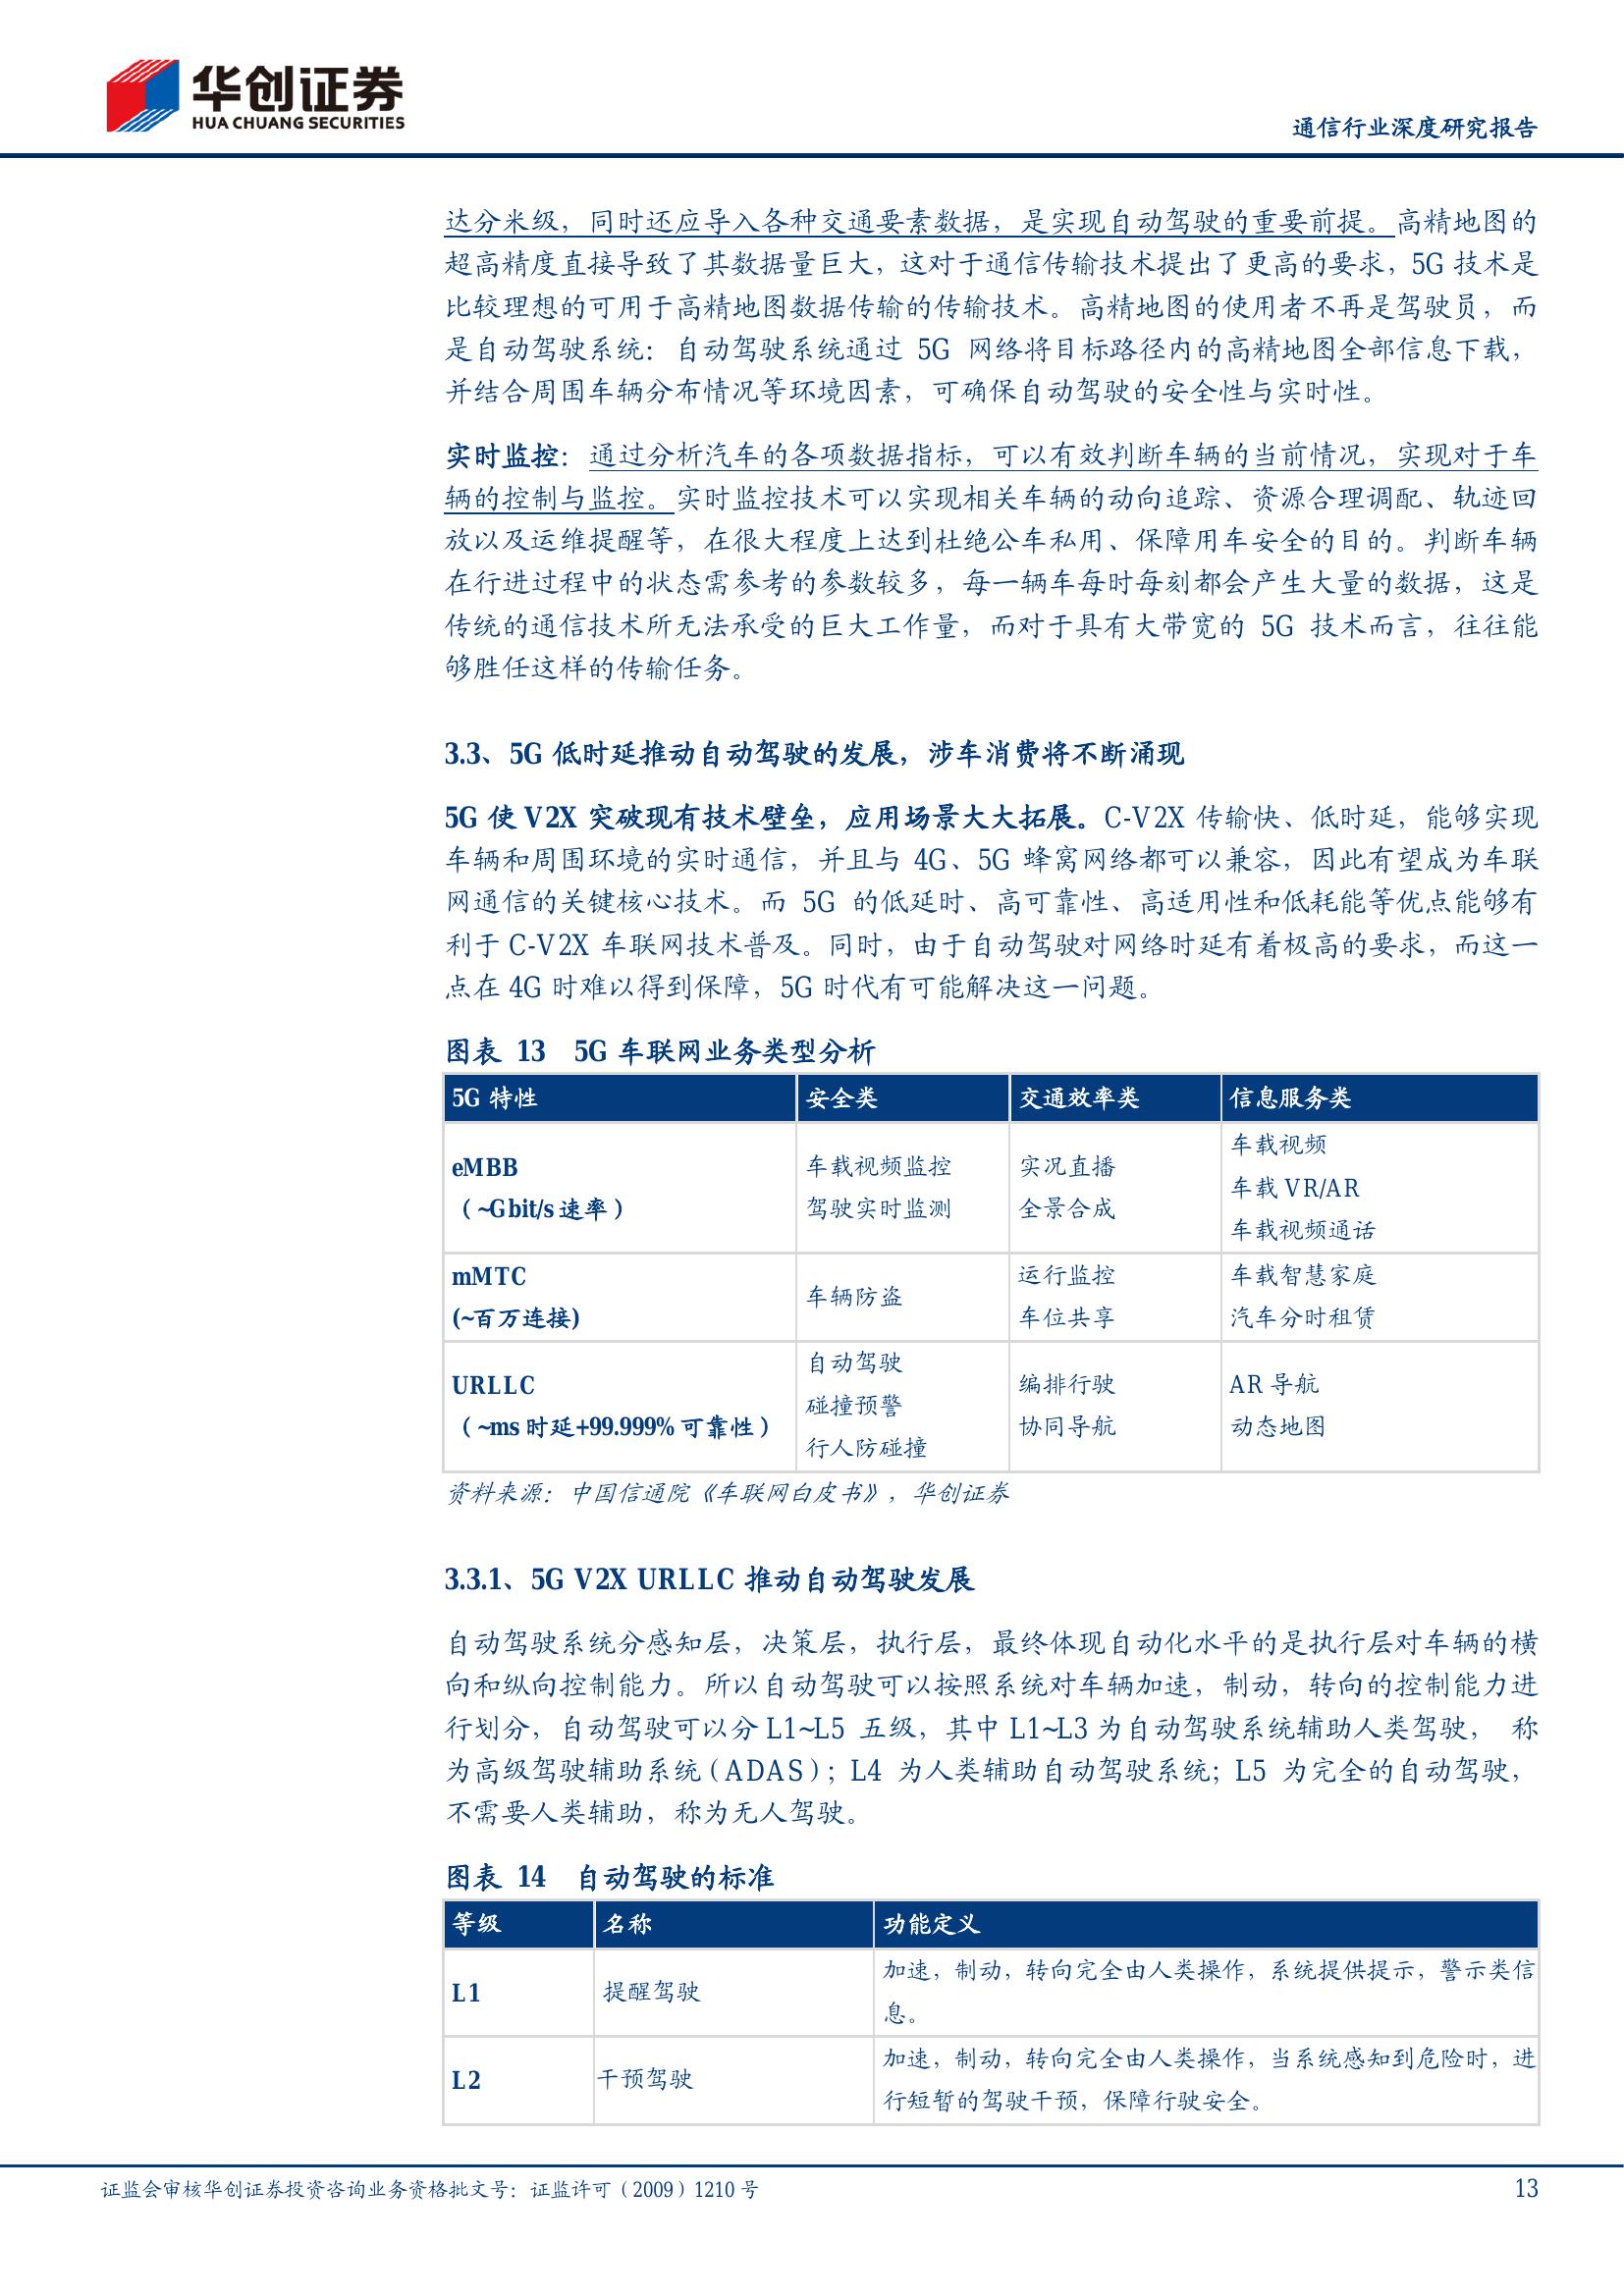 华创证券
HUA CHUANG SECURITIES
通信行业深度研究报告
达分米级，同时还应导入各种交通要素数据，是实现自动驾驶的重要前提。高精地图的
超高精度直接导致了其数据量巨大，这对于通信传输技术提出了更高的要求，5G 技术是
比较理想的可用于高精地图数据传输的传输技术。高精地图的使用者不再是驾驶员，而
是自动驾驶系统：自动驾驶系统通过 5G 网络将目标路径内的高精地图全部信息下载，
并结合周围车辆分布情况等环境因素，可确保自动驾驶的安全性与实时性。
实时监控：通过分析汽车的各项数据指标，可以有效判断车辆的当前情况，实现对于车
辆的控制与监控。实时监控技术可以实现相关车辆的动向追踪、资源合理调配、轨迹回
放以及运维提醒等，在很大程度上达到杜绝公车私用、保障用车安全的目的。判断车辆
在行进过程中的状态需参考的参数较多，每一辆车每时每刻都会产生大量的数据，这是
传统的通信技术所无法承受的巨大工作量，而对于具有大带宽的 5G 技术而言，往往能
够胜任这样的传输任务。
3.3、5G 低时延推动自动驾驶的发展，涉车消费将不断涌现
5G 使 V2X 突破现有技术壁垒，应用场景大大拓展。C-V2X 传输快、低时延，能够实现
车辆和周围环境的实时通信，并且与 4G、5G 蜂窝网络都可以兼容，因此有望成为车联
网通信的关键核心技术。而 5G 的低延时、高可靠性、高适用性和低耗能等优点能够有
利于 C-V2X 车联网技术普及。同时，由于自动驾驶对网络时延有着极高的要求，而这一
点在 4G 时难以得到保障，5G 时代有可能解决这一问题。
图表 13 5G 车联网业务类型分析
5G 特性 安全类 交通效率类 信息服务类
eMBB
（~Gbit/s 速率）
车载视频监控
驾驶实时监测
实况直播
全景合成
车载视频
车载 VR/AR
车载视频通话
mMTC
(~百万连接)
车辆防盗
运行监控
车位共享
车载智慧家庭
汽车分时租赁
URLLC
（~ms 时延+99.999%可靠性）
自动驾驶
碰撞预警
行人防碰撞
编排行驶
协同导航
AR 导航
动态地图
资料来源：中国信通院《车联网白皮书》，华创证券
3.3.1、5G V2X URLLC 推动自动驾驶发展
自动驾驶系统分感知层，决策层，执行层，最终体现自动化水平的是执行层对车辆的横
向和纵向控制能力。所以自动驾驶可以按照系统对车辆加速，制动，转向的控制能力进
行划分，自动驾驶可以分 L1~L5 五级，其中 L1~L3 为自动驾驶系统辅助人类驾驶， 称
为高级驾驶辅助系统（ADAS）；L4 为人类辅助自动驾驶系统；L5 为完全的自动驾驶，
不需要人类辅助，称为无人驾驶。
图表 14 自动驾驶的标准
等级 名称 功能定义
L1
提醒驾驶
加速，制动，转向完全由人类操作，系统提供提示，警示类信
息。
L2
干预驾驶
加速，制动，转向完全由人类操作，当系统感知到危险时，进
行短暂的驾驶干预，保障行驶安全。
证监会审核华创证券投资咨询业务资格批文号：证监许可（2009）1210 号
13